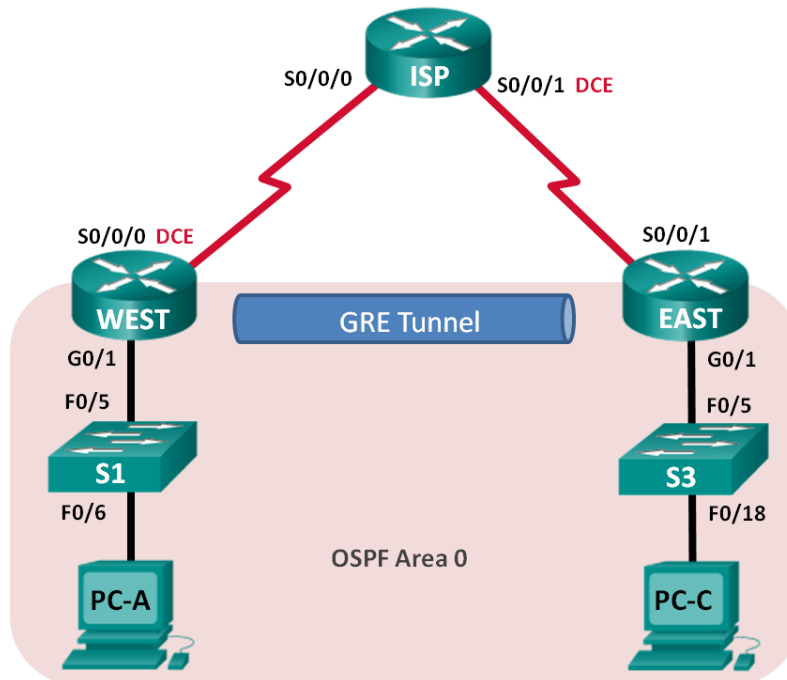 ISP
S0/0/0
S0/0/1 DCE
S0/0/0 DCE
S0/0/1
WEST
GRE Tunnel
EAST
G0/1
G0/1
F0/5
F0/5
S1
S3
F0/6
F0/18
OSPF Area 0
PC-A
PC-C